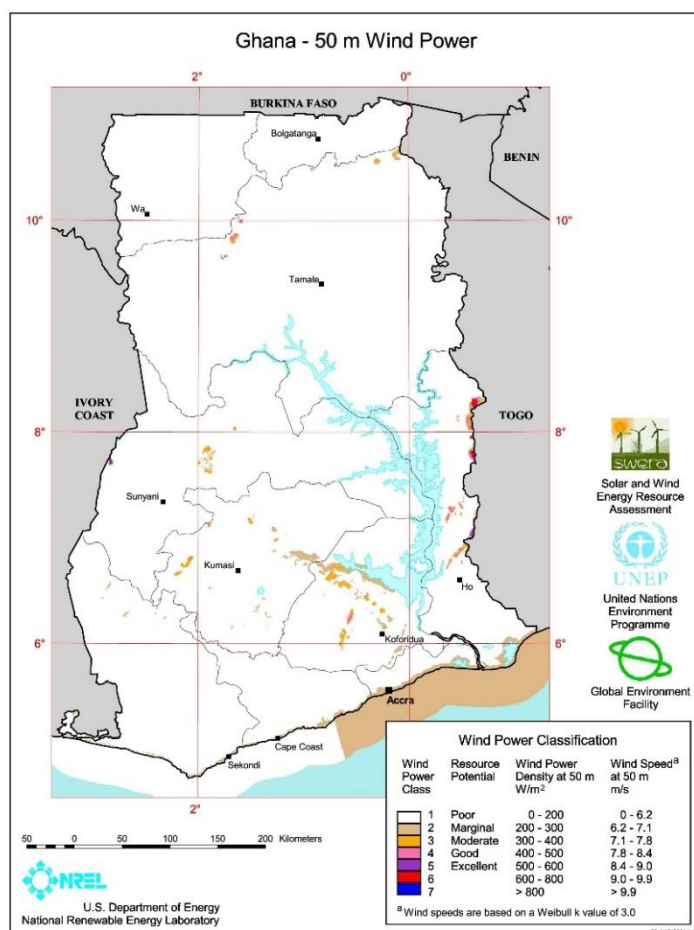 Ghana - 50 m Wind Power
2° 0°
BURKINA FASO
Bolgatanga
BENIN
Wa
10° 10°
Tamale
IVORY
COAST
TOGO
8° 8°
Sunyani
Kumasi
Ho
Koforidua
6° 6°
Accra
Cape Coast
Sekondi
2°
swera
Solar and Wind
Energy Resource
Assessment
UNEP
United Nations
Environment
Programme
Global Environment
Facility
Wind Power Classification
Wind Resource Wind Power Wind Speed a
Power Potential Density at 50 m at 50 m
Class W/m2 m/s
1 Poor 0 - 200 0 - 6.2
2 Marginal 200 - 300 6.2 - 7.1
3 Moderate 300 - 400 7.1 - 7.8
4 Good 400 - 500 7.8 - 8.4
5 Excellent 500 - 600 8.4 - 9.0
6 600 - 800 9.0 - 9.9
7 > 800 > 9.9
a Wind speeds are based on a Weibull k value of 3.0
50 0 50 100 150 200 Kilometers
NREL
U.S. Department of Energy
National Renewable Energy Laboratory